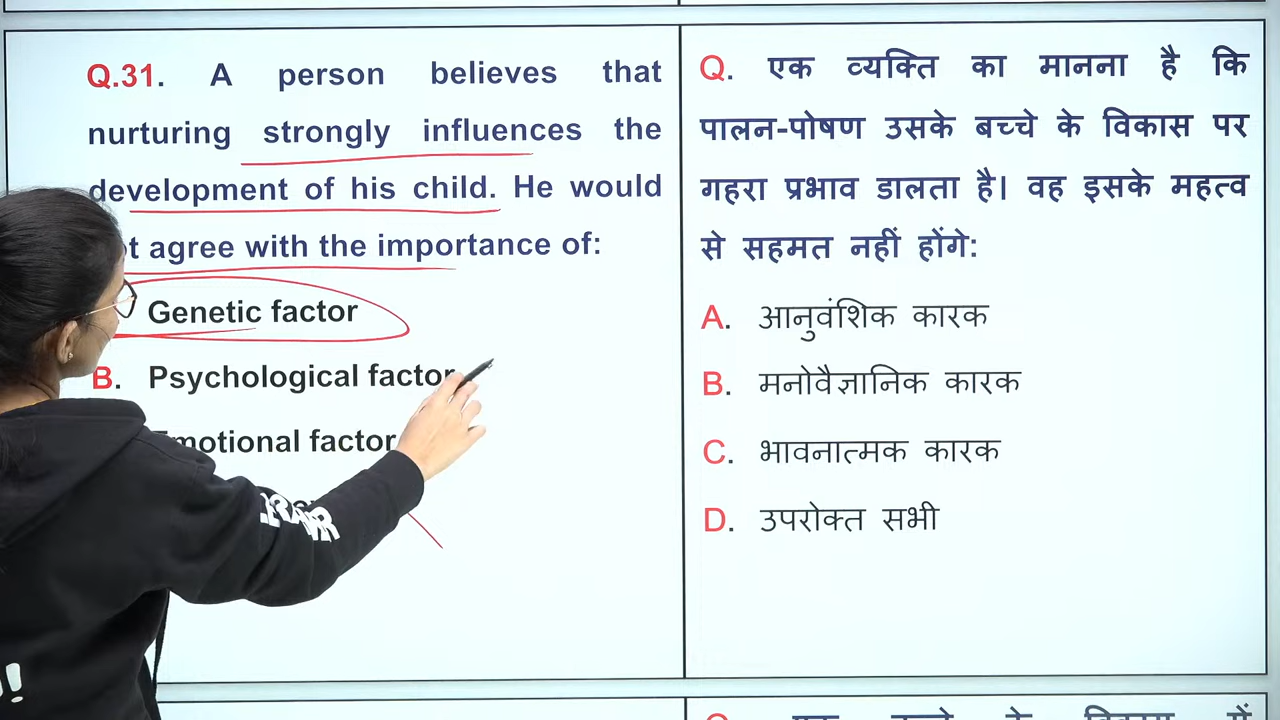 Q.31. A person believes that
nurturing strongly influences the
development of his child. He would
agree with the importance of:
Genetic factor
B. Psychological factor
Emotional factor
Q. एक व्यक्ति का मानना है कि
पालन-पोषण उसके बच्चे के विकास पर
गहरा प्रभाव डालता है। वह इसके महत्व
से सहमत नहीं होंगे:
A. आनुवंशिक कारक
B. मनोवैज्ञानिक कारक
C. भावनात्मक कारक
D. उपरोक्त सभी